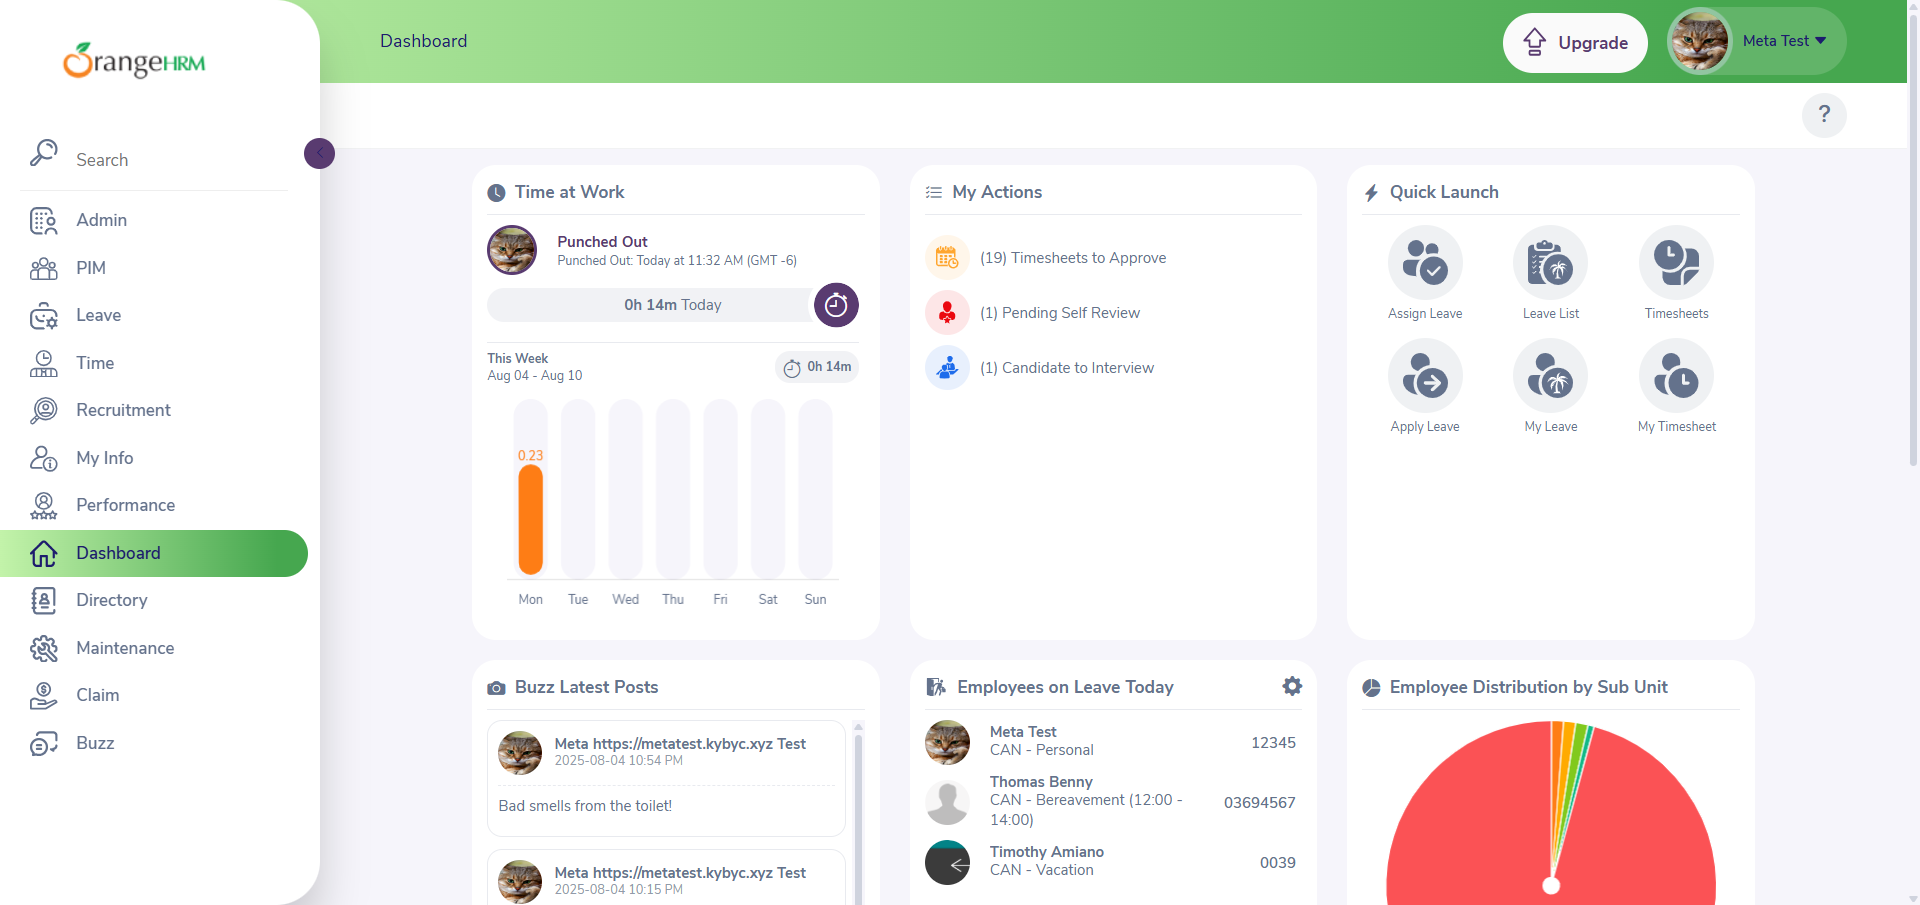 OrangeHRM
Search
Admin
PIM
Leave
Time
Recruitment
My Info
Performance
Dashboard
Directory
Maintenance
Claim
Buzz
Dashboard
Upgrade
Meta Test
?
Time at Work
Punched Out
Punched Out: Today at 11:32 AM (GMT -6)
0h 14m Today
This Week
Aug 04 - Aug 10
0h 14m
0.23
Mon Tue Wed Thu Fri Sat Sun
My Actions
(19) Timesheets to Approve
(1) Pending Self Review
(1) Candidate to Interview
Quick Launch
Assign Leave Leave List Timesheets
Apply Leave My Leave My Timesheet
Buzz Latest Posts
Meta https://metatest.kybyc.xyz Test
2025-08-04 10:54 PM
Bad smells from the toilet!
Meta https://metatest.kybyc.xyz Test
2025-08-04 10:15 PM
Employees on Leave Today
Meta Test
CAN - Personal
12345
Thomas Benny
CAN - Bereavement (12:00 -
14:00)
03694567
Timothy Amiano
CAN - Vacation
0039
Employee Distribution by Sub Unit